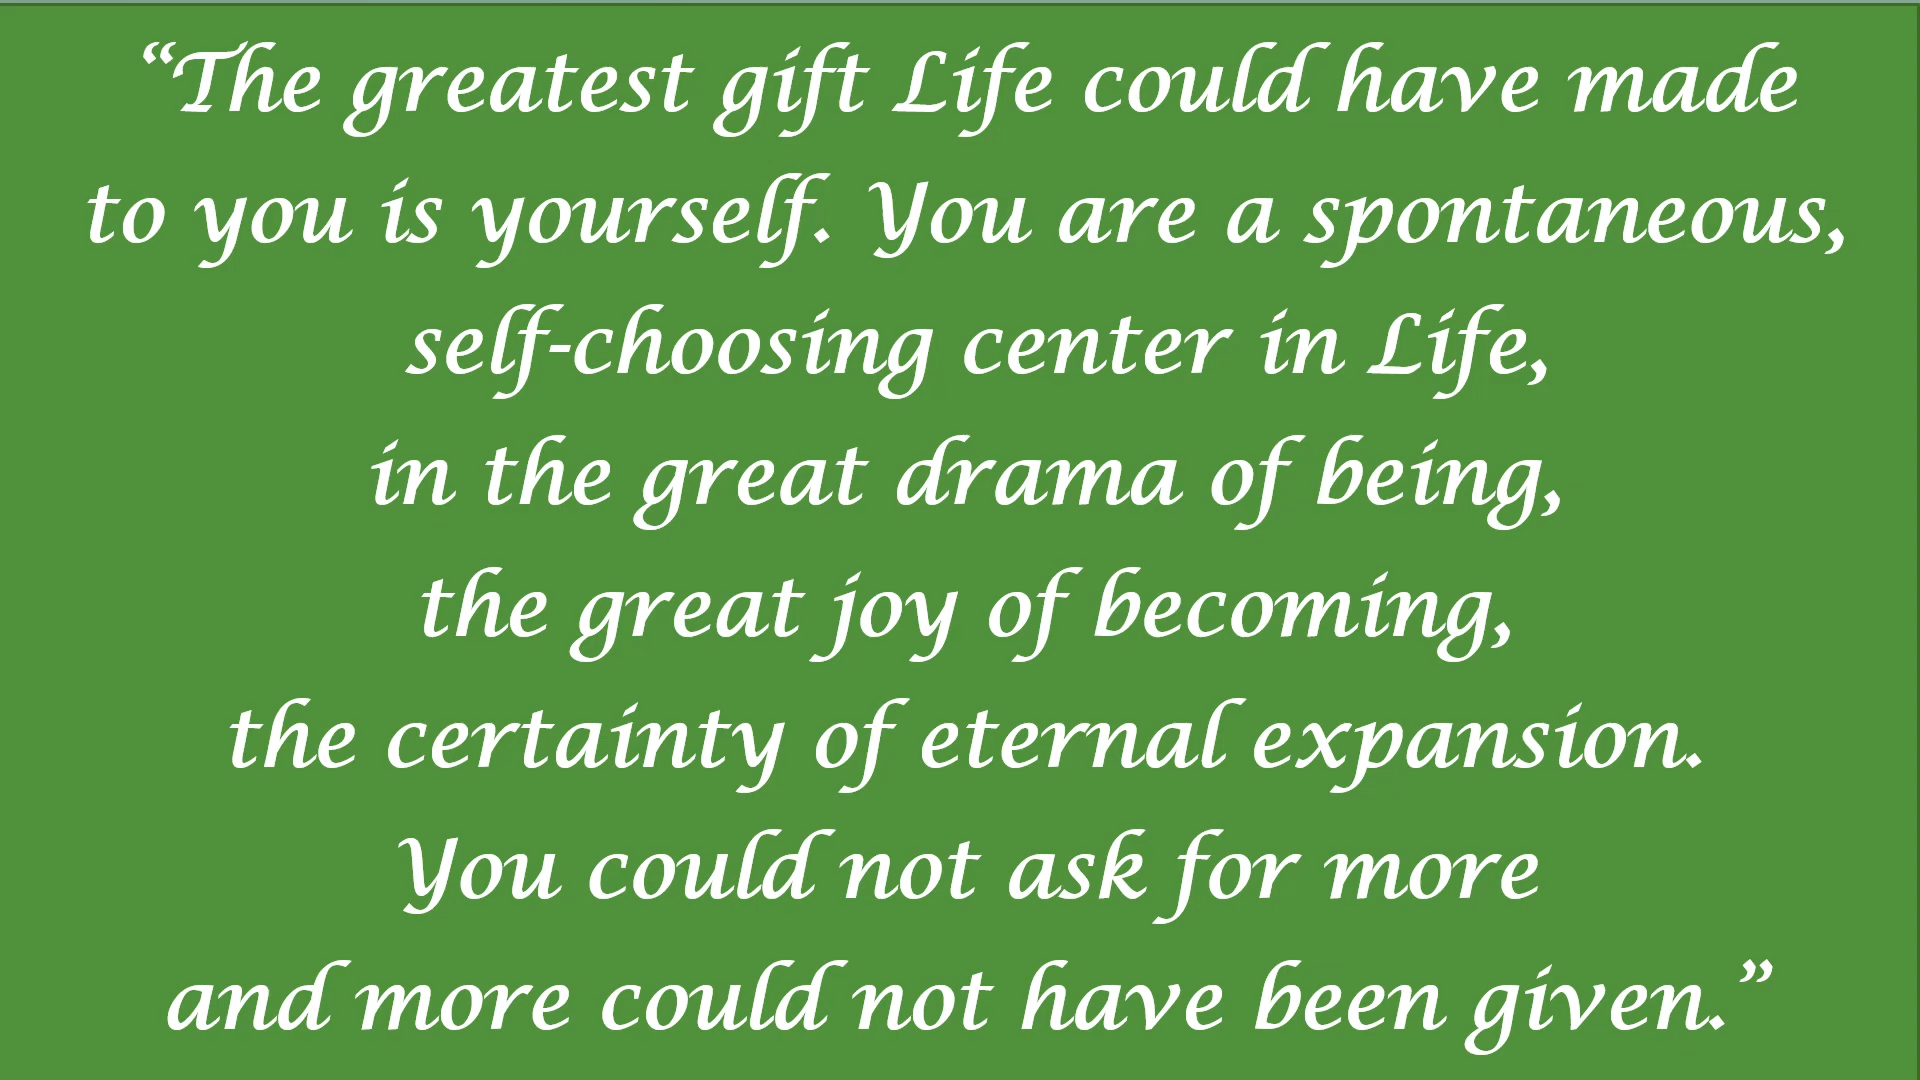 “The greatest gift Life could have made
to you is yourself. You are a spontaneous,
self-choosing center in Life,
in the great drama of being,
the great joy of becoming,
the certainty of eternal expansion.
You could not ask for more
and more could not have been given.”